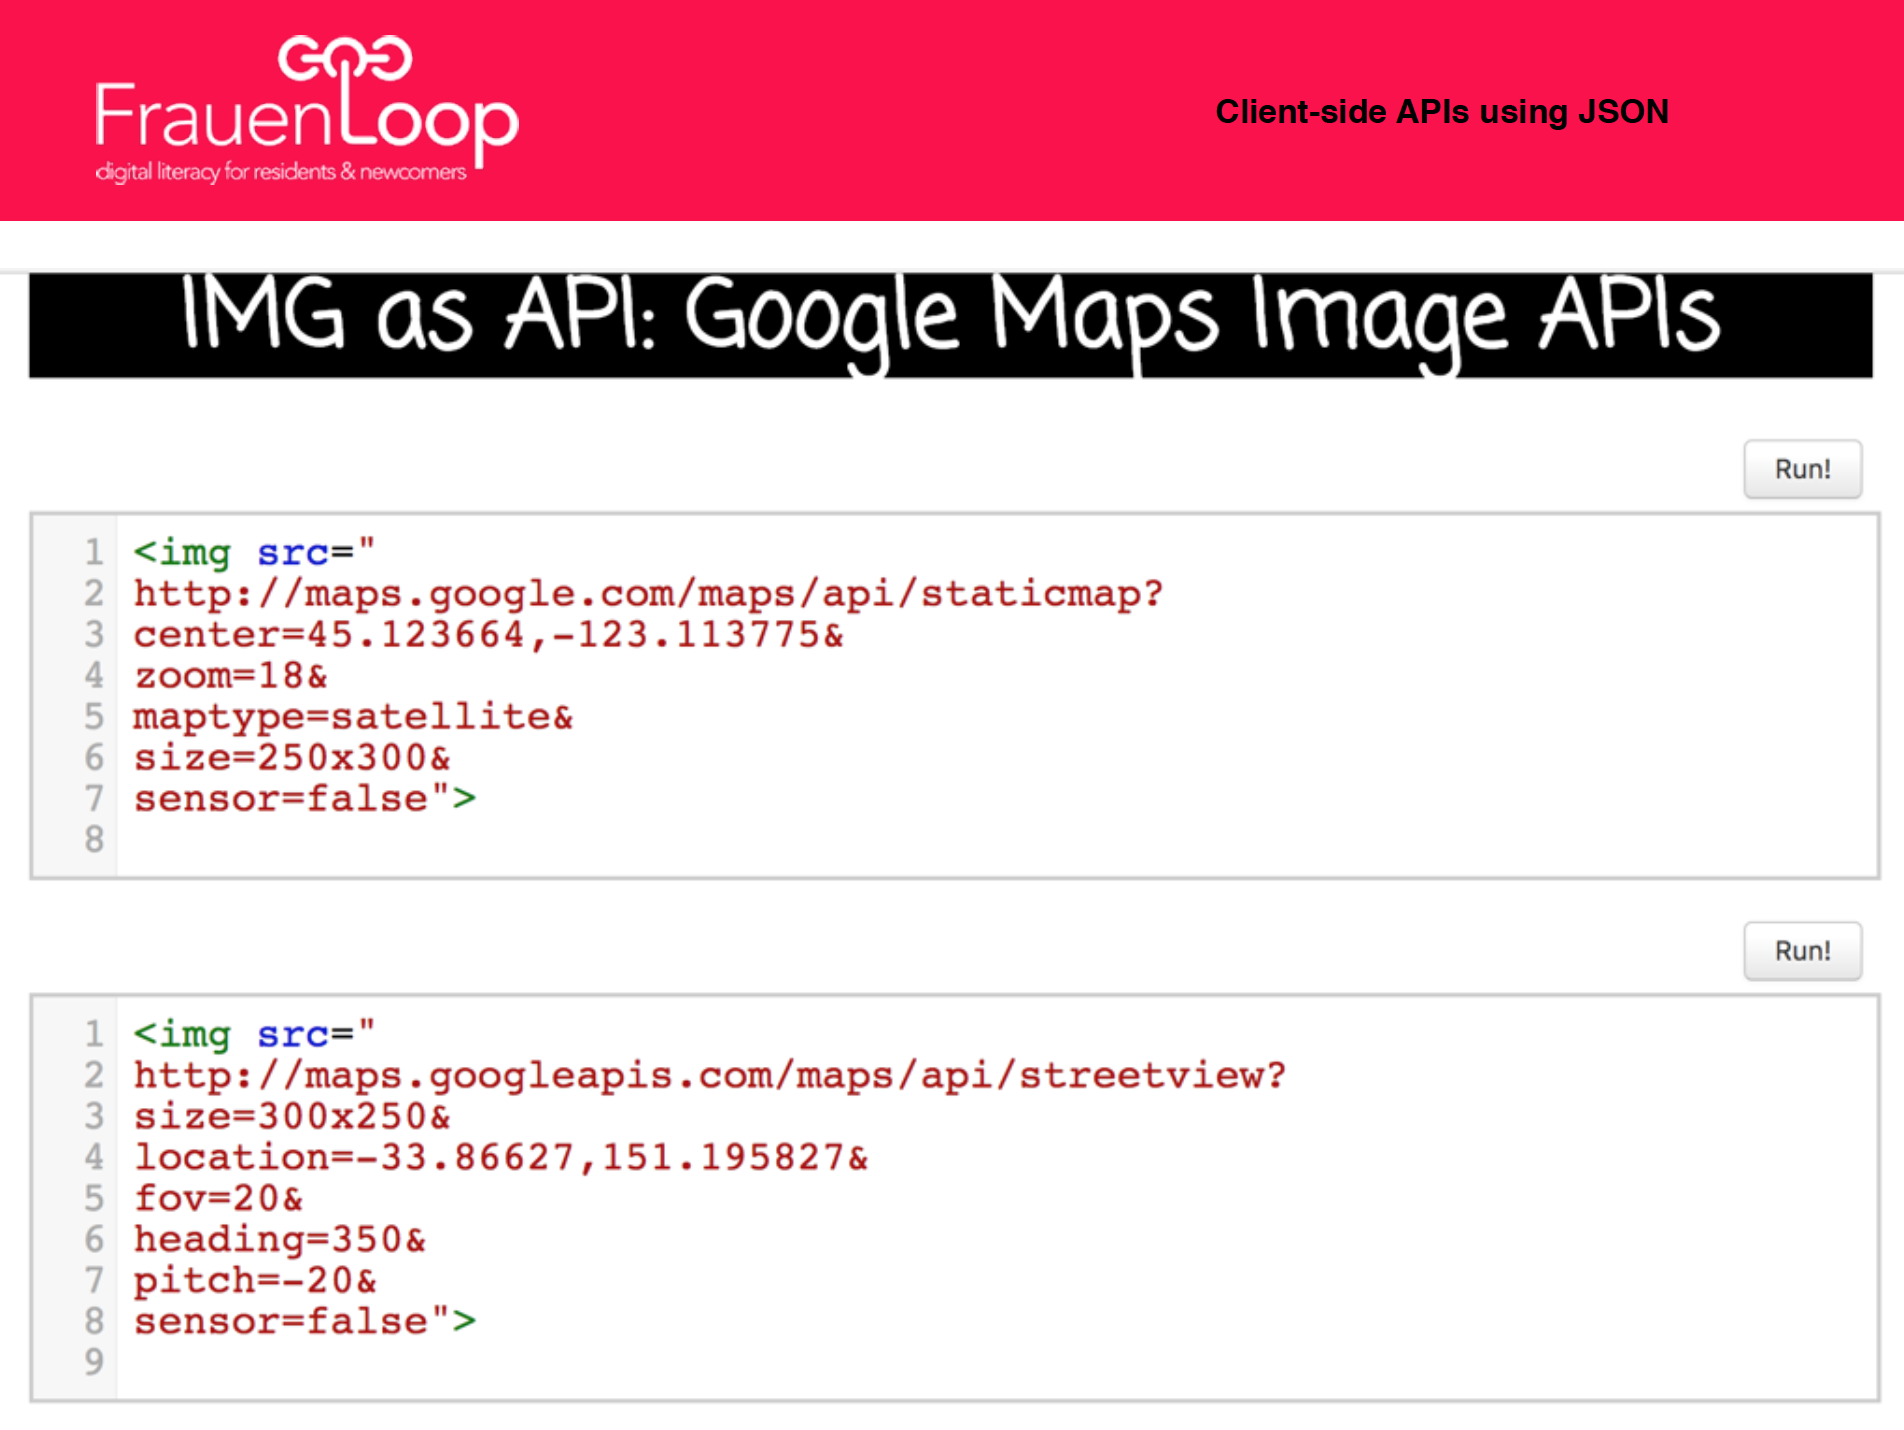 FrauenLoop
digital literacy for residents & newcomers
Client-side APIs using JSON
IMG as API: Google Maps Image APIs
Run!
1 <img src="
2 http://maps.google.com/maps/api/staticmap?
3 center=45.123664,-123.113775&
4 zoom=18&
5 maptype=satellite&
6 size=250x300&
7 sensor=false">
8
Run!
1 <img src="
2 http://maps.googleapis.com/maps/api/streetview?
3 size=300x250&
4 location=-33.86627,151.195827&
5 fov=20&
6 heading=350&
7 pitch=-20&
8 sensor=false">
9